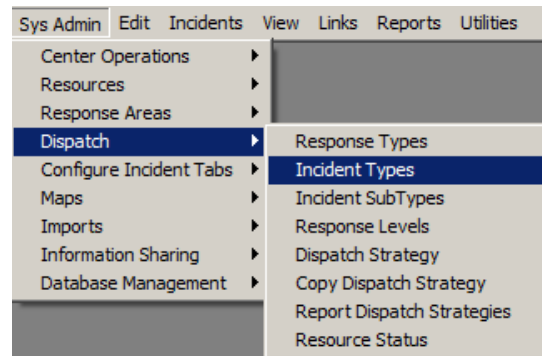 Sys Admin Edit Incidents View Links Reports Utilities
Center Operations
Resources
Response Areas
Dispatch
Configure Incident Tabs
Maps
Imports
Information Sharing
Database Management
Response Types
Incident Types
Incident SubTypes
Response Levels
Dispatch Strategy
Copy Dispatch Strategy
Report Dispatch Strategies
Resource Status